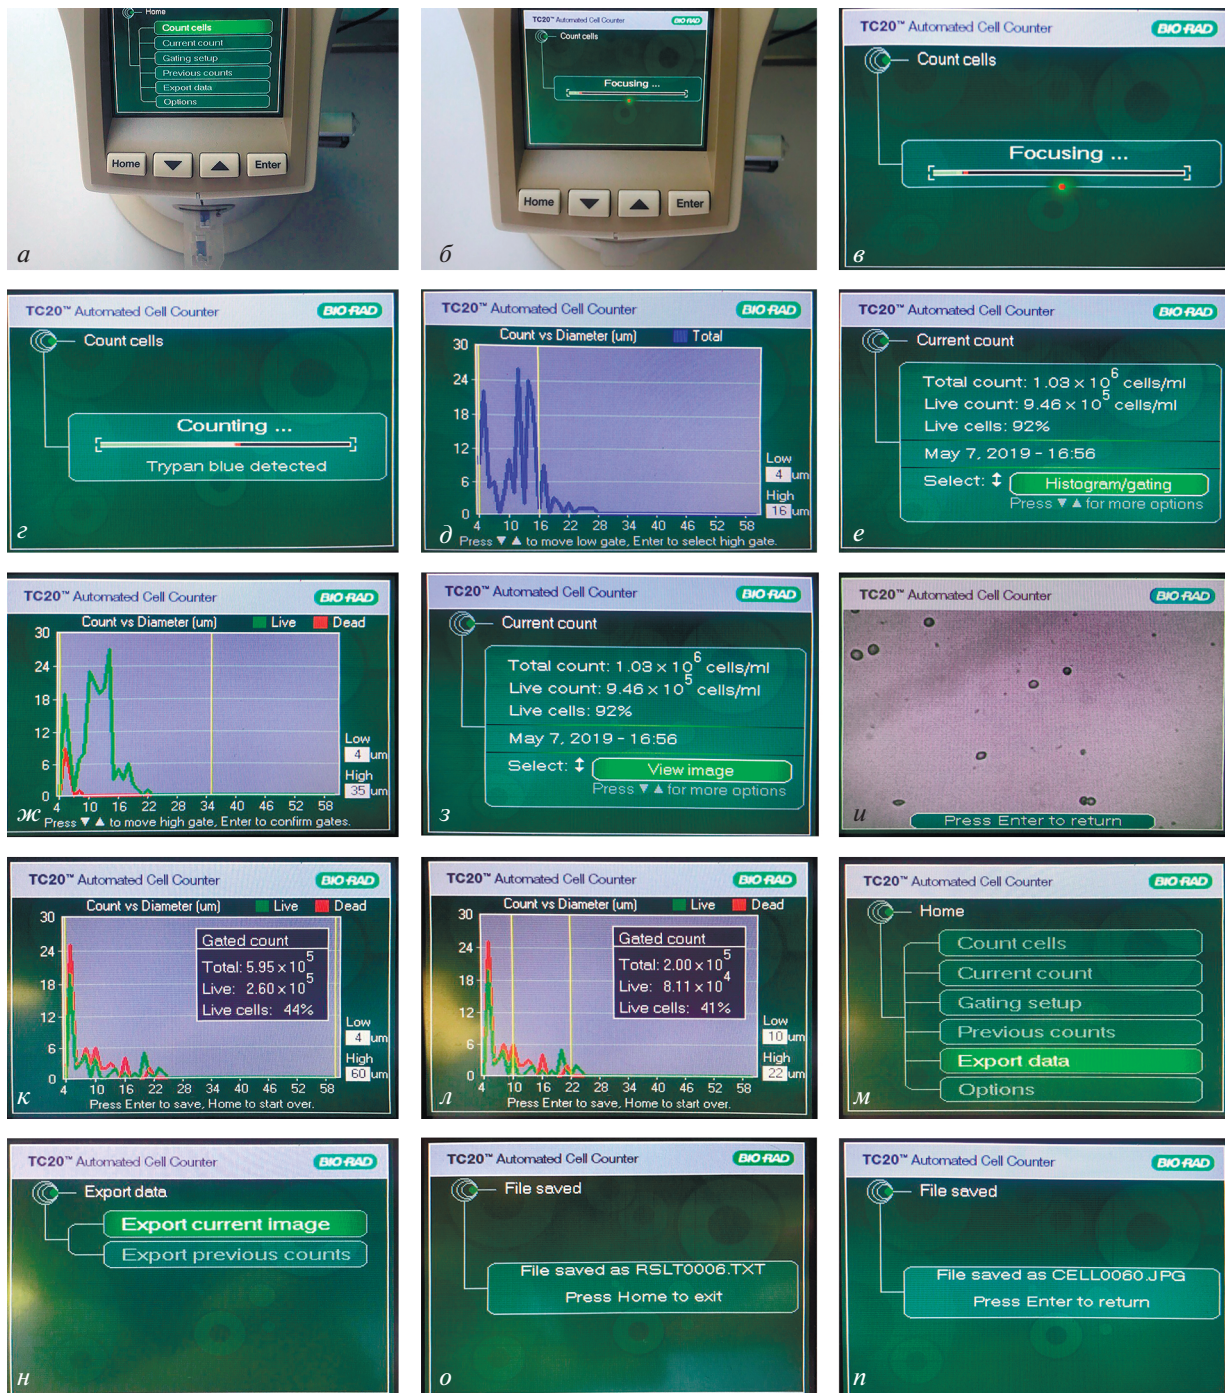 Home
Count cells
Current count
Gating setup
Previous counts
Export data
Options
Home
Enter
а
TC20™ Automated Cell Counter
BIO-RAD
Count cells
Focusing ...
Home
Enter
б
TC20™ Automated Cell Counter
BIO-RAD
Count cells
Focusing ...
в
TC20™ Automated Cell Counter
BIO-RAD
Count cells
Counting ...
Trypan blue detected
г
TC20™ Automated Cell Counter
BIO-RAD
Count vs Diameter (um) Total
30
24
18
12
6
0
4 10 16 22 28 34 40 46 52 58
Low
4 um
High
16 um
Press ▼ ▲ to move low gate, Enter to select high gate.
д
TC20™ Automated Cell Counter
BIO-RAD
Current count
Total count: 1.03 x 10⁶ cells/ml
Live count: 9.46 x 10⁵ cells/ml
Live cells: 92%
May 7, 2019 - 16:56
Select: ↕ Histogram/gating
Press ▼ ▲ for more options
е
TC20™ Automated Cell Counter
BIO-RAD
Count vs Diameter (um) Live Dead
30
24
18
12
6
0
4 10 16 22 28 34 40 46 52 58
Low
4 um
High
35 um
Press ▼ ▲ to move high gate, Enter to confirm gates.
ж
TC20™ Automated Cell Counter
BIO-RAD
Current count
Total count: 1.03 x 10⁶ cells/ml
Live count: 9.46 x 10⁵ cells/ml
Live cells: 92%
May 7, 2019 - 16:56
Select: ↕ View image
Press ▼ ▲ for more options
з
TC20™ Automated Cell Counter
BIO-RAD
Press Enter to return
и
TC20™ Automated Cell Counter
BIO-RAD
Count vs Diameter (um) Live Dead
30
24
18
12
6
0
4 10 16 22 28 34 40 46 52 58
Gated count
Total: 5.95 x 10⁵
Live: 2.60 x 10⁵
Live cells: 44%
Low
4 um
High
60 um
Press Enter to save, Home to start over.
к
TC20™ Automated Cell Counter
BIO-RAD
Count vs Diameter (um) Live Dead
30
24
18
12
6
0
4 10 16 22 28 34 40 46 52 58
Gated count
Total: 2.00 x 10⁵
Live: 8.11 x 10⁴
Live cells: 41%
Low
10 um
High
22 um
Press Enter to save, Home to start over.
л
TC20™ Automated Cell Counter
BIO-RAD
Home
Count cells
Current count
Gating setup
Previous counts
Export data
Options
м
TC20™ Automated Cell Counter
BIO-RAD
Export data
Export current image
Export previous counts
н
TC20™ Automated Cell Counter
BIO-RAD
File saved
File saved as RSLT0006.TXT
Press Home to exit
о
TC20™ Automated Cell Counter
BIO-RAD
File saved
File saved as CELL0060.JPG
Press Enter to return
п